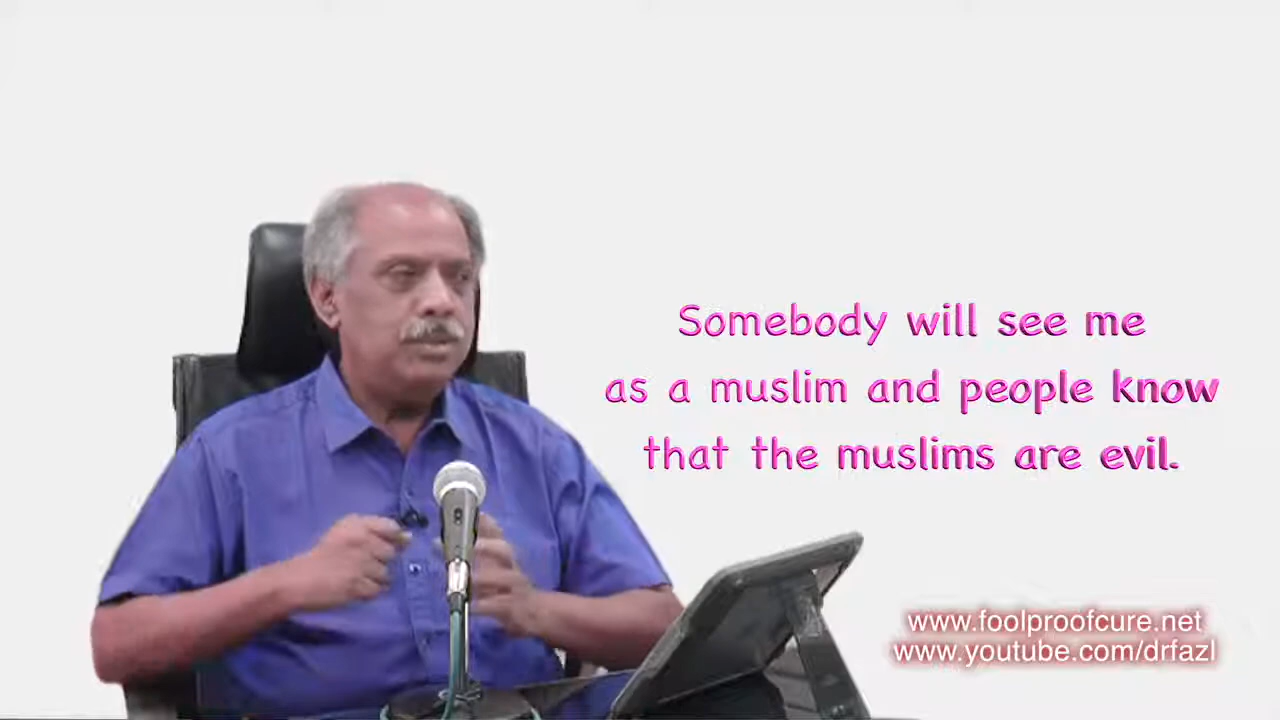 Somebody will see me
as a muslim and people know
that the muslims are evil.
www.foolproofcure.net
www.youtube.com/drfazl